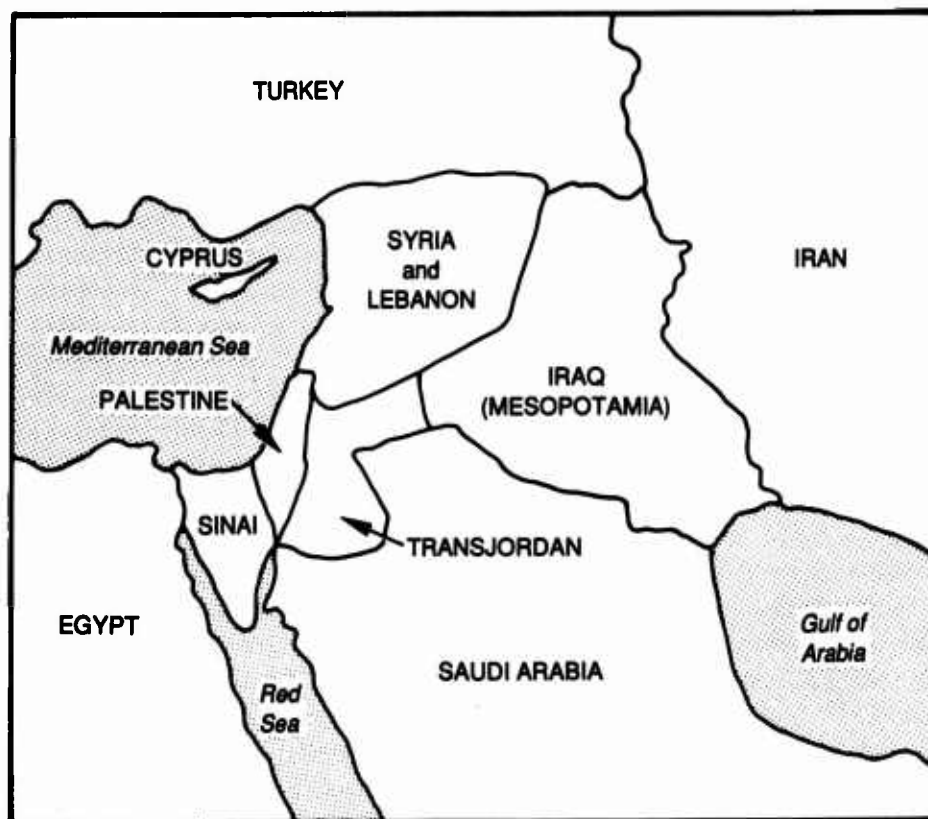 TURKEY
SYRIA
and
LEBANON
CYPRUS
IRAN
Mediterranean Sea
IRAQ
(MESOPOTAMIA)
PALESTINE
SINAI
TRANSJORDAN
EGYPT
Gulf of
Arabia
SAUDI ARABIA
Red
Sea